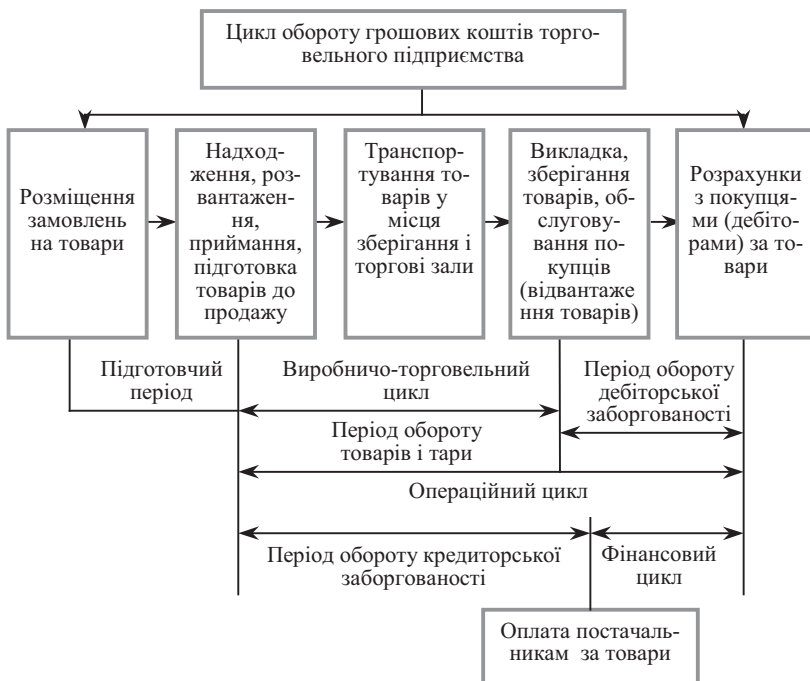 Цикл обороту грошових коштів торго-
вельного підприємства
Розміщення
замовлень
на товари
Надход-
ження, роз-
вантажен-
ня,
приймання,
підготовка
товарів до
продажу
Транспор-
тування то-
варів у
місця
зберігання і
торгові зали
Викладка,
зберігання
товарів, об-
слугову-
вання по-
купців
(відвантаже
ння товарів)
Розрахунки
з покупця-
ми (дебіто-
рами) за то-
вари
Підготовчий
період
Виробничо-торговельний
цикл
Період обороту
дебіторської
заборгованості
Період обороту
товарів і тари
Операційний цикл
Період обороту кредиторської
заборгованості
Фінансовий
цикл
Оплата постачаль-
никам за товари